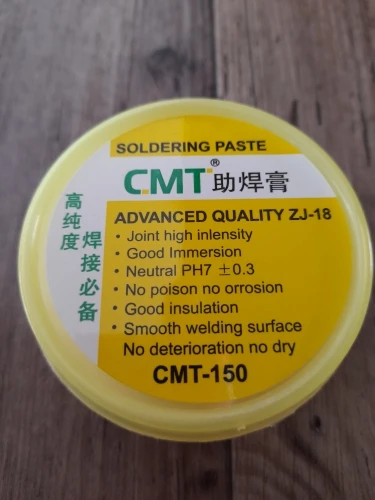 SOLDERING PASTE
CMT®助焊膏
高纯度
焊接必备
ADVANCED QUALITY ZJ-18
• Joint high inlensity
• Good Immersion
• Neutral PH7 ±0.3
• No poison no orrosion
• Good insulation
• Smooth welding surface
No deterioration no dry
CMT-150